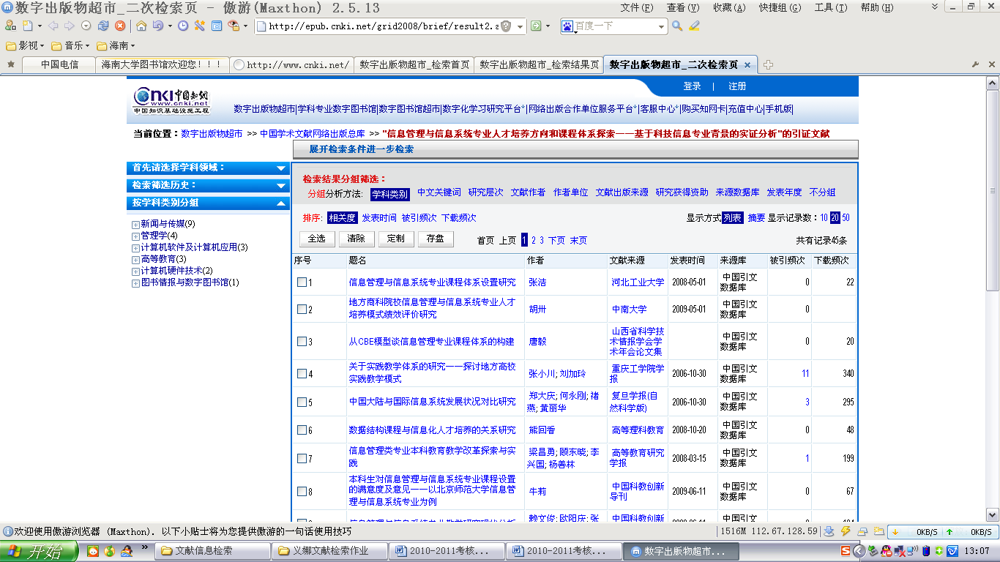 数字出版物超市_二次检索页 - 傲游(Maxthon) 2.5.13
文件(F) 查看(V) 收藏(A) 快捷组(G) 工具(T) 帮助(H)
http://epub.cnki.net/grid2008/brief/result2.a
百度一下
影视 音乐 海南
中国电信 海南大学图书馆欢迎您！！！ http://www.cnki.net/ 数字出版物超市_检索首页 数字出版物超市_检索结果页 数字出版物超市_二次检索页
登录 | 注册
cnki中国知网
www.cnki.net
中国知识基础设施工程
数字出版物超市|学科专业数字图书馆|数字图书馆超市|数字化学习研究平台*|网络出版合作单位服务平台*|客服中心*|购买知网卡|充值中心|手机版|
当前位置：数字出版物超市 >> 中国学术文献网络出版总库 >> "信息管理与信息系统专业人才培养方向和课程体系探索——基于科技信息专业背景的实证分析"的引证文献
展开检索条件进一步检索
首先请选择学科领域：
检索筛选历史：
按学科类别分组
新闻与传媒(9)
管理学(4)
计算机软件及计算机应用(3)
高等教育(3)
计算机硬件技术(2)
图书情报与数字图书馆(1)
检索结果分组筛选：
分组分析方法: 学科类别 中文关键词 研究层次 文献作者 作者单位 文献出版来源 研究获得资助 来源数据库 发表年度 不分组
排序: 相关度 发表时间 被引频次 下载频次 显示方式 列表 摘要 显示记录数：10 20 50
全选 清除 定制 存盘 首页 上页 1 2 3 下页 末页 共有记录45条
序号 题名 作者 文献来源 发表时间 来源库 被引频次 下载频次
1 信息管理与信息系统专业课程体系设置研究 张洁 河北工业大学 2008-05-01 中国引文
数据库 0 22
2 地方商科院校信息管理与信息系统专业人才
培养模式绩效评价研究 胡卅 中南大学 2009-05-01 中国引文
数据库 0
3 从CBE模型谈信息管理专业课程体系的构建 唐毅 山西省科学技
术情报学会学
术年会论文集 中国引文
数据库 0 20
4 关于实践教学体系的研究——探讨地方高校
实践教学模式 张小川;刘加玲 重庆工学院学
报 2006-10-30 中国引文
数据库 11 340
5 中国大陆与国际信息系统发展状况对比研究 郑大庆;何永刚;褚
燕;黄丽华 复旦学报(自
然科学版) 2006-10-30 中国引文
数据库 3 295
6 数据结构课程与信息化人才培养的关系研究 熊回香 高等理科教育 2008-10-20 中国引文
数据库 0 48
7 信息管理类专业本科教育教学改革探索与实
践 梁昌勇;顾东晓;李
兴国;杨善林 高等教育研究
学报 2008-03-15 中国引文
数据库 1 199
8 本科生对信息管理与信息系统专业课程设置
的满意度及意见——以北京师范大学信息管
理与信息系统专业为例 牛莉 中国科教创新
导刊 2009-06-11 中国引文
数据库 0 67
赖文俊;欧阳庆;张 中国科教创新 中国引文
欢迎使用傲游浏览器 (Maxthon). 以下小贴士将为您提供傲游的一句话使用技巧 1516M 112.67.128.59 0KB/S 0KB/S
开始 文献信息检索 义娜文献检索作业 2010-2011考核... 2010-2011考核... 数字出版物超市... 13:07